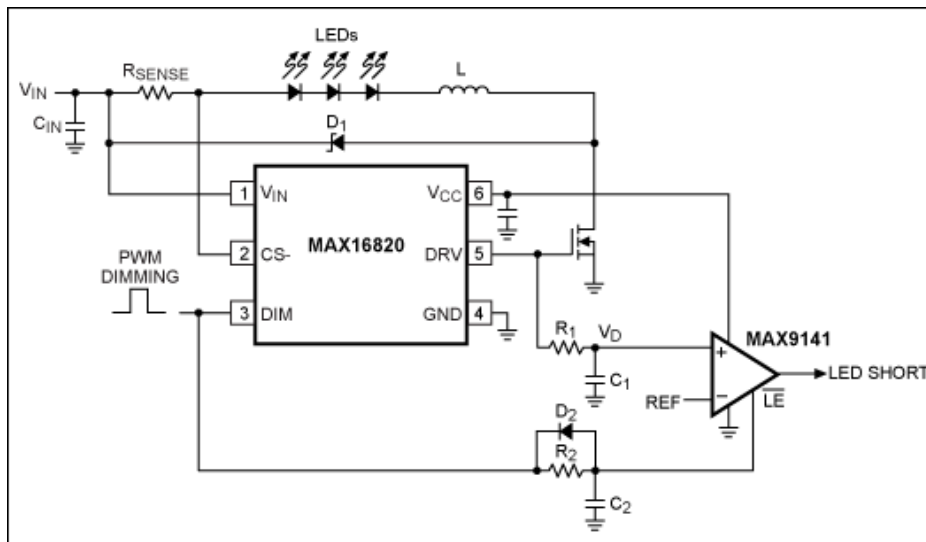 LEDs
RSENSE
L
VIN
CIN
D1
1 VIN
VCC 6
MAX16820
2 CS-
DRV 5
PWM
DIMMING
3 DIM
GND 4
R1
VD
MAX9141
C1
+
LED SHORT
REF
−
LE
D2
R2
C2